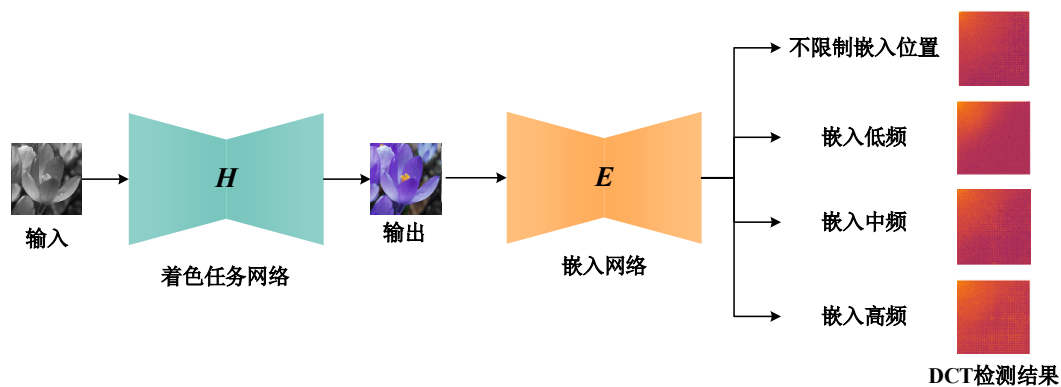 不限制嵌入位置
嵌入低频
H
E
输入
输出
嵌入中频
着色任务网络
嵌入网络
嵌入高频
DCT检测结果